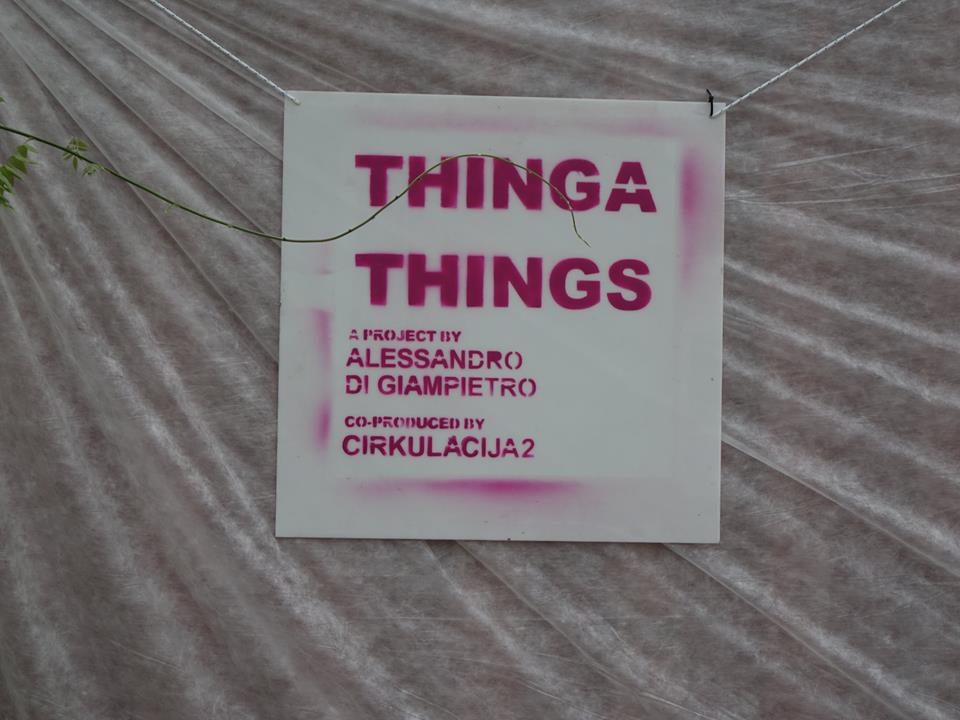 THINGA
THINGS
A PROJECT BY
ALESSANDRO
DI GIAMPIETRO
CO-PRODUCED BY
CIRKULACIJA2